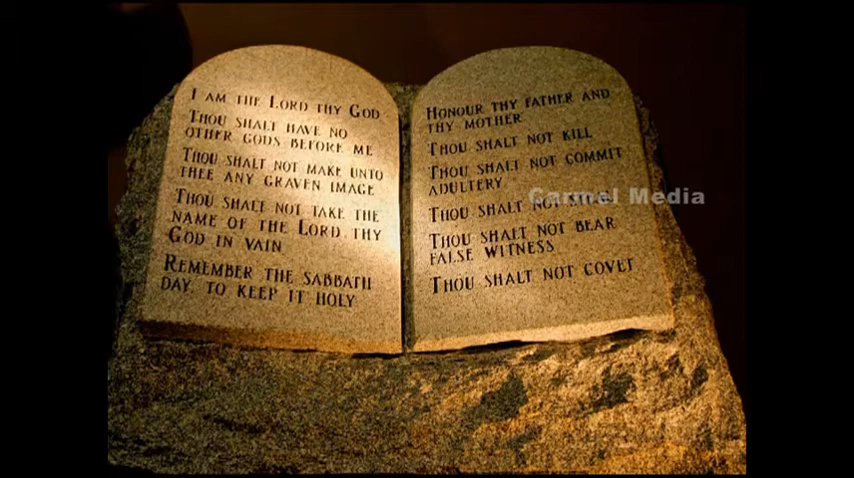 I AM THE LORD THY GOD
THOU SHALT HAVE NO
OTHER GODS BEFORE ME
THOU SHALT NOT MAKE UNTO
THEE ANY GRAVEN IMAGE
THOU SHALT NOT TAKE THE
NAME OF THE LORD THY
GOD IN VAIN
REMEMBER THE SABBATH
DAY, TO KEEP IT HOLY
HONOUR THY FATHER AND
THY MOTHER
THOU SHALT NOT KILL
THOU SHALT NOT COMMIT
ADULTERY
THOU SHALT NOT
Carmel Media
THOU SHALT NOT BEAR
FALSE WITNESS
THOU SHALT NOT COVET